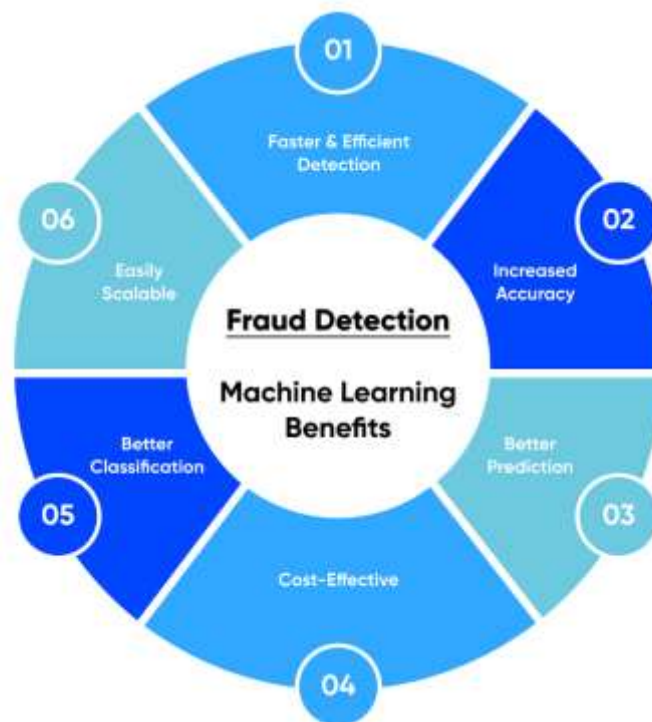 Fraud Detection
Machine Learning
Benefits
01
Faster & Efficient
Detection
02
Increased
Accuracy
03
Better
Prediction
04
Cost-Effective
05
Better
Classification
06
Easily
Scalable